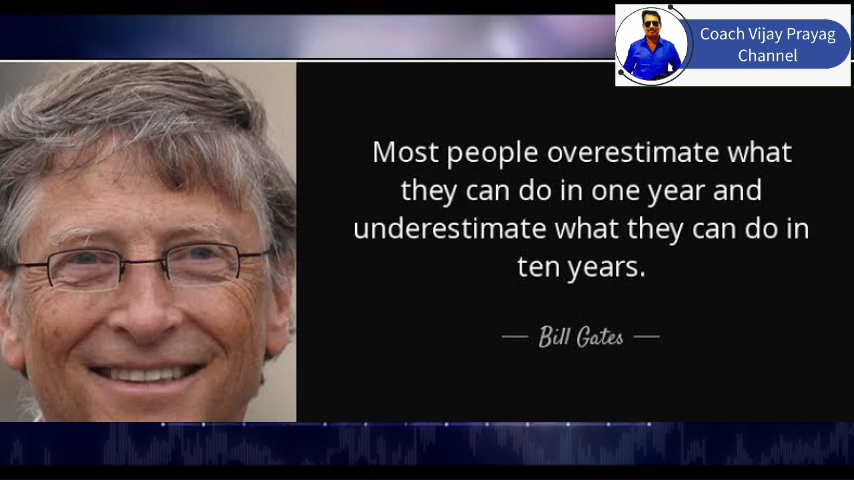 Coach Vijay Prayag
Channel
Most people overestimate what
they can do in one year and
underestimate what they can do in
ten years.
— Bill Gates —